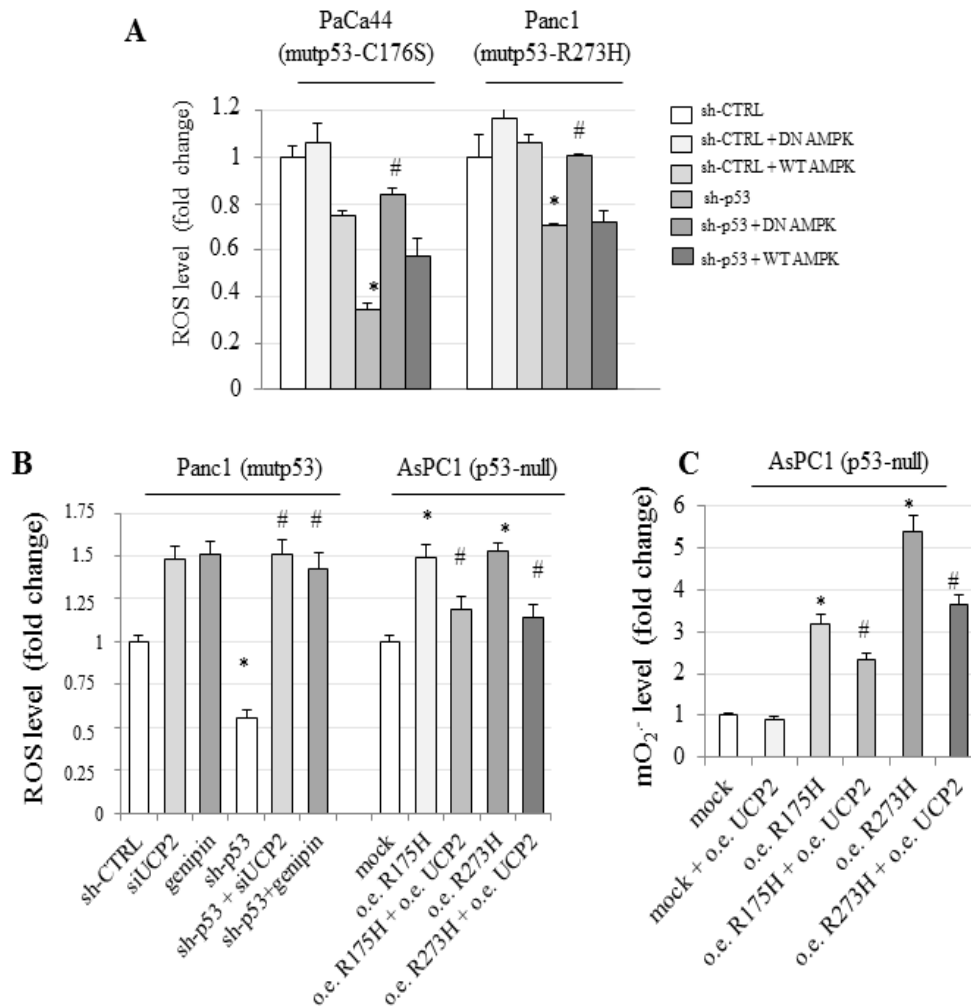 A
PaCa44
(mutp53-C176S)
Panc1
(mutp53-R273H)
ROS level (fold change)
1.2
1
0.8
0.6
0.4
0.2
0
*
#
*
#
sh-CTRL
sh-CTRL + DN AMPK
sh-CTRL + WT AMPK
sh-p53
sh-p53 + DN AMPK
sh-p53 + WT AMPK
B
Panc1 (mutp53)
AsPC1 (p53-null)
ROS level (fold change)
1.75
1.5
1.25
1
0.75
0.5
0.25
0
*
#
#
*
#
*
#
sh-CTRL
siUCP2
genipin
sh-p53
sh-p53 + siUCP2
sh-p53+genipin
mock
o.e. R175H
o.e. R175H + o.e. UCP2
o.e. R273H
o.e. R273H + o.e. UCP2
C
AsPC1 (p53-null)
mO₂·⁻ level (fold change)
6
5
4
3
2
1
0
*
#
*
#
mock
mock + o.e. UCP2
o.e. R175H
o.e. R175H + o.e. UCP2
o.e. R273H
o.e. R273H + o.e. UCP2